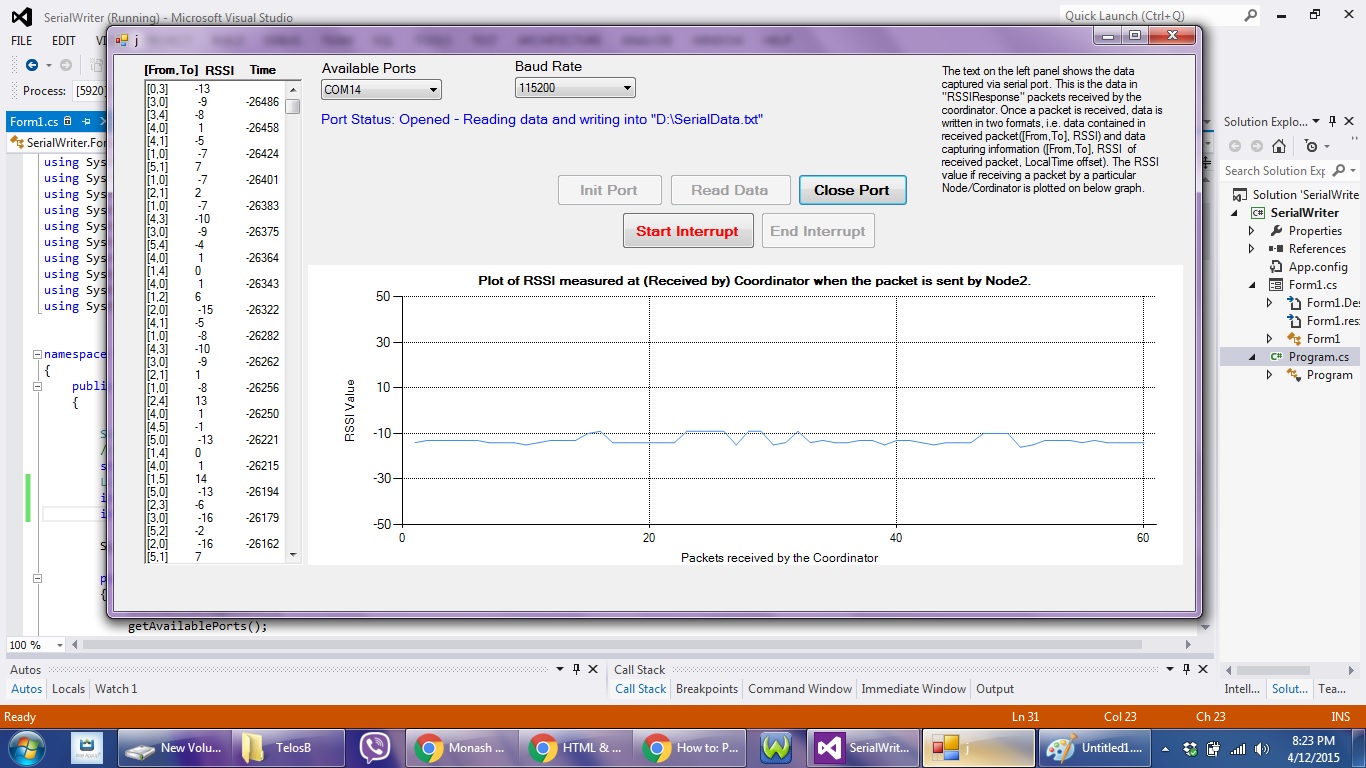 SerialWriter (Running) - Microsoft Visual Studio
Quick Launch (Ctrl+Q)
FILE EDIT
Process: [5920]
Form1.cs
SerialWriter.For
using Sys
using Sys
using Sys
using Sys
using Sys
using Sys
using Sys
using Sys
using Sys
using Sys
namespace
{
public
{
getAvailablePorts();
100 %
j
[From,To] RSSI Time
[0,3] -13
[3,0] -9 -26486
[3,4] -8
[4,0] 1 -26458
[4,1] -5
[1,0] -7 -26424
[5,1] 7
[1,0] -7 -26401
[2,1] 2
[1,0] -7 -26383
[4,3] -10
[3,0] -9 -26375
[5,4] -4
[4,0] 1 -26364
[1,4] 0
[4,0] 1 -26343
[1,2] 6
[2,0] -15 -26322
[4,1] -5
[1,0] -8 -26282
[4,3] -10
[3,0] -9 -26262
[2,1] 1
[1,0] -8 -26256
[2,4] 13
[4,0] 1 -26250
[4,5] -1
[5,0] -13 -26221
[1,4] 0
[4,0] 1 -26215
[1,5] 14
[5,0] -13 -26194
[2,3] -6
[3,0] -16 -26179
[5,2] -2
[2,0] -16 -26162
[5,1] 7
Available Ports
COM14
Baud Rate
115200
Port Status: Opened - Reading data and writing into "D:\SerialData.txt"
Init Port Read Data Close Port
Start Interrupt End Interrupt
The text on the left panel shows the data
captured via serial port. This is the data in
"RSSIResponse" packets received by the
coordinator. Once a packet is received, data is
written in two formats, i.e. data contained in
received packet([From,To], RSSI) and data
capturing information ([From,To], RSSI of
received packet, LocalTime offset). The RSSI
value if receiving a packet by a particular
Node/Cordinator is plotted on below graph.
Plot of RSSI measured at (Received by) Coordinator when the packet is sent by Node2.
50
30
10
-10
-30
-50
RSSI Value
0 20 40 60
Packets received by the Coordinator
Solution Explo...
Search Solution Exp
Solution 'SerialWrite
SerialWriter
Properties
References
App.config
Form1.cs
Form1.De
Form1.res
Form1
Program.cs
Program
Autos
Autos Locals Watch 1
Call Stack
Call Stack Breakpoints Command Window Immediate Window Output
Intell... Solut... Tea...
Ready Ln 31 Col 23 Ch 23 INS
New Volu... TelosB Monash ... HTML & ... How to: P... SerialWrit... j Untitled1....
8:23 PM
4/12/2015